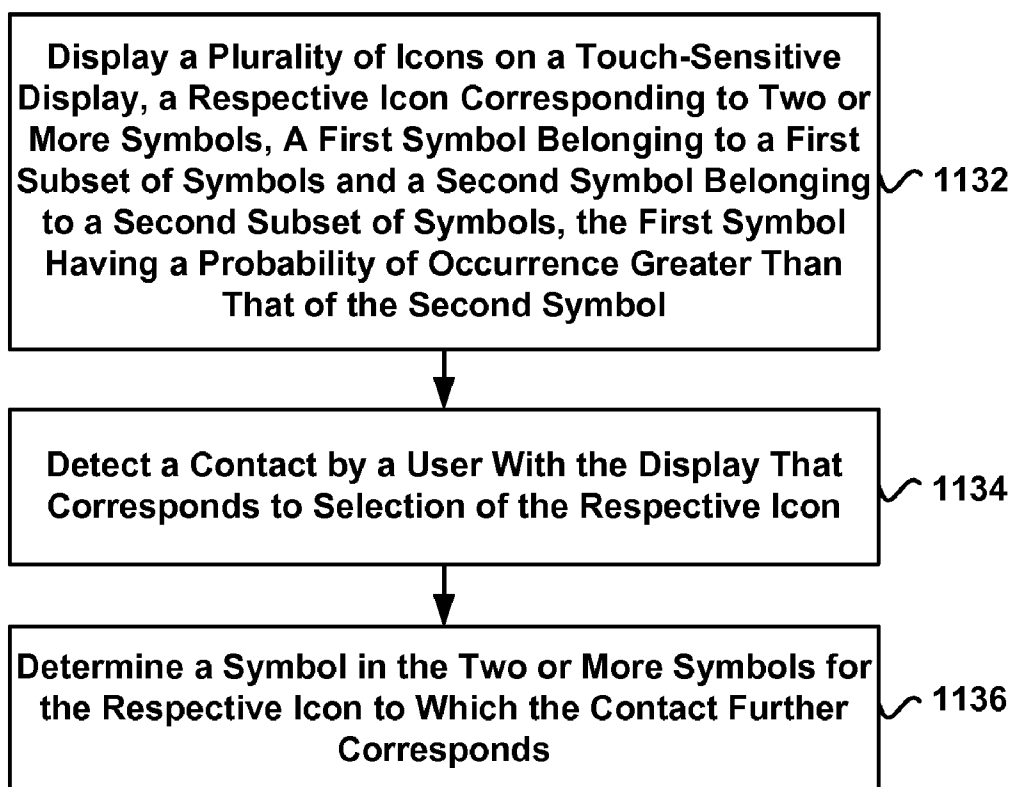 Display a Plurality of Icons on a Touch-Sensitive
Display, a Respective Icon Corresponding to Two or
More Symbols, A First Symbol Belonging to a First
Subset of Symbols and a Second Symbol Belonging
to a Second Subset of Symbols, the First Symbol
Having a Probability of Occurrence Greater Than
That of the Second Symbol
1132
Detect a Contact by a User With the Display That
Corresponds to Selection of the Respective Icon
1134
Determine a Symbol in the Two or More Symbols for
the Respective Icon to Which the Contact Further
Corresponds
1136